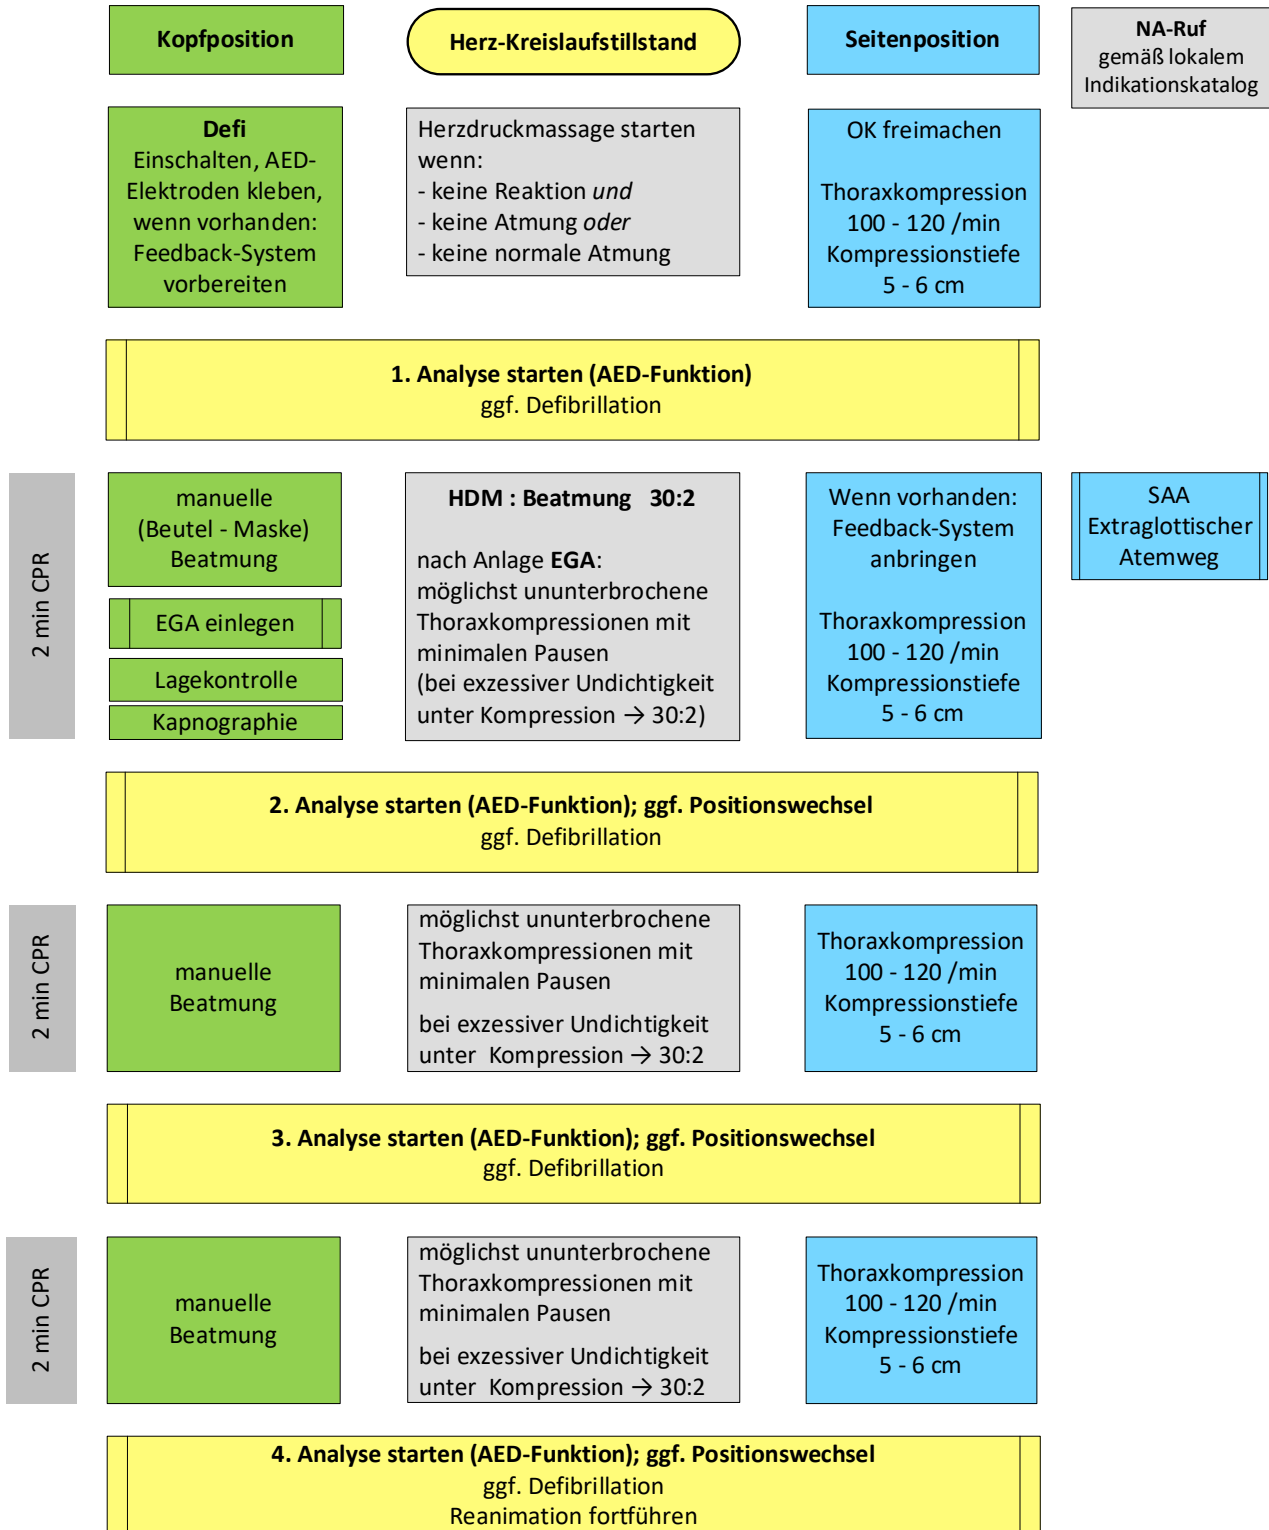 Kopfposition
Herz-Kreislaufstillstand
Seitenposition
NA-Ruf
gemäß lokalem
Indikationskatalog
Defi
Einschalten, AED-
Elektroden kleben,
wenn vorhanden:
Feedback-System
vorbereiten
Herzdruckmassage starten
wenn:
- keine Reaktion und
- keine Atmung oder
- keine normale Atmung
OK freimachen
Thoraxkompression
100 - 120 /min
Kompressionstiefe
5 - 6 cm
1. Analyse starten (AED-Funktion)
ggf. Defibrillation
2 min CPR
manuelle
(Beutel - Maske)
Beatmung
EGA einlegen
Lagekontrolle
Kapnographie
HDM : Beatmung 30:2
nach Anlage EGA:
möglichst ununterbrochene
Thoraxkompressionen mit
minimalen Pausen
(bei exzessiver Undichtigkeit
unter Kompression → 30:2)
Wenn vorhanden:
Feedback-System
anbringen
Thoraxkompression
100 - 120 /min
Kompressionstiefe
5 - 6 cm
SAA
Extraglottischer
Atemweg
2. Analyse starten (AED-Funktion); ggf. Positionswechsel
ggf. Defibrillation
2 min CPR
manuelle
Beatmung
möglichst ununterbrochene
Thoraxkompressionen mit
minimalen Pausen
bei exzessiver Undichtigkeit
unter Kompression → 30:2
Thoraxkompression
100 - 120 /min
Kompressionstiefe
5 - 6 cm
3. Analyse starten (AED-Funktion); ggf. Positionswechsel
ggf. Defibrillation
2 min CPR
manuelle
Beatmung
möglichst ununterbrochene
Thoraxkompressionen mit
minimalen Pausen
bei exzessiver Undichtigkeit
unter Kompression → 30:2
Thoraxkompression
100 - 120 /min
Kompressionstiefe
5 - 6 cm
4. Analyse starten (AED-Funktion); ggf. Positionswechsel
ggf. Defibrillation
Reanimation fortführen